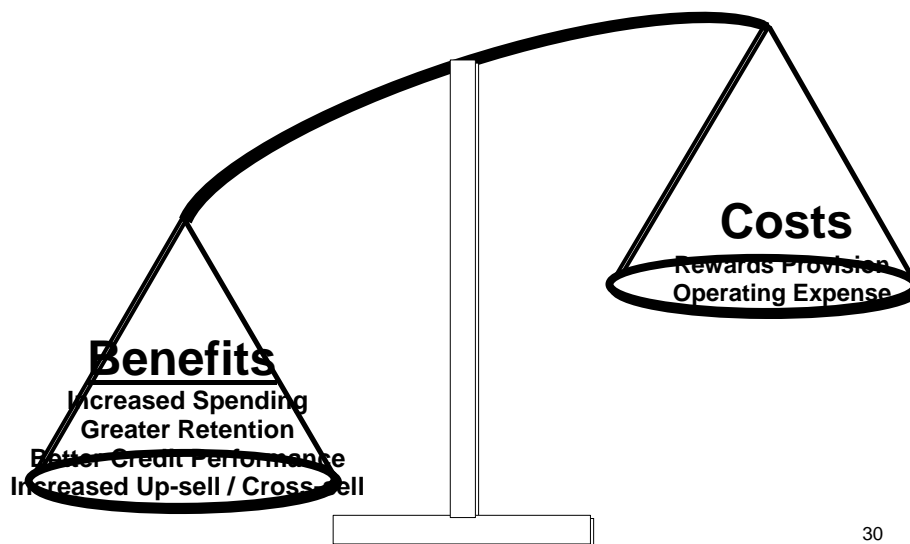 Costs
Rewards Provision
Operating Expense
Benefits
Increased Spending
Greater Retention
Better Credit Performance
Increased Up-sell / Cross-sell
30